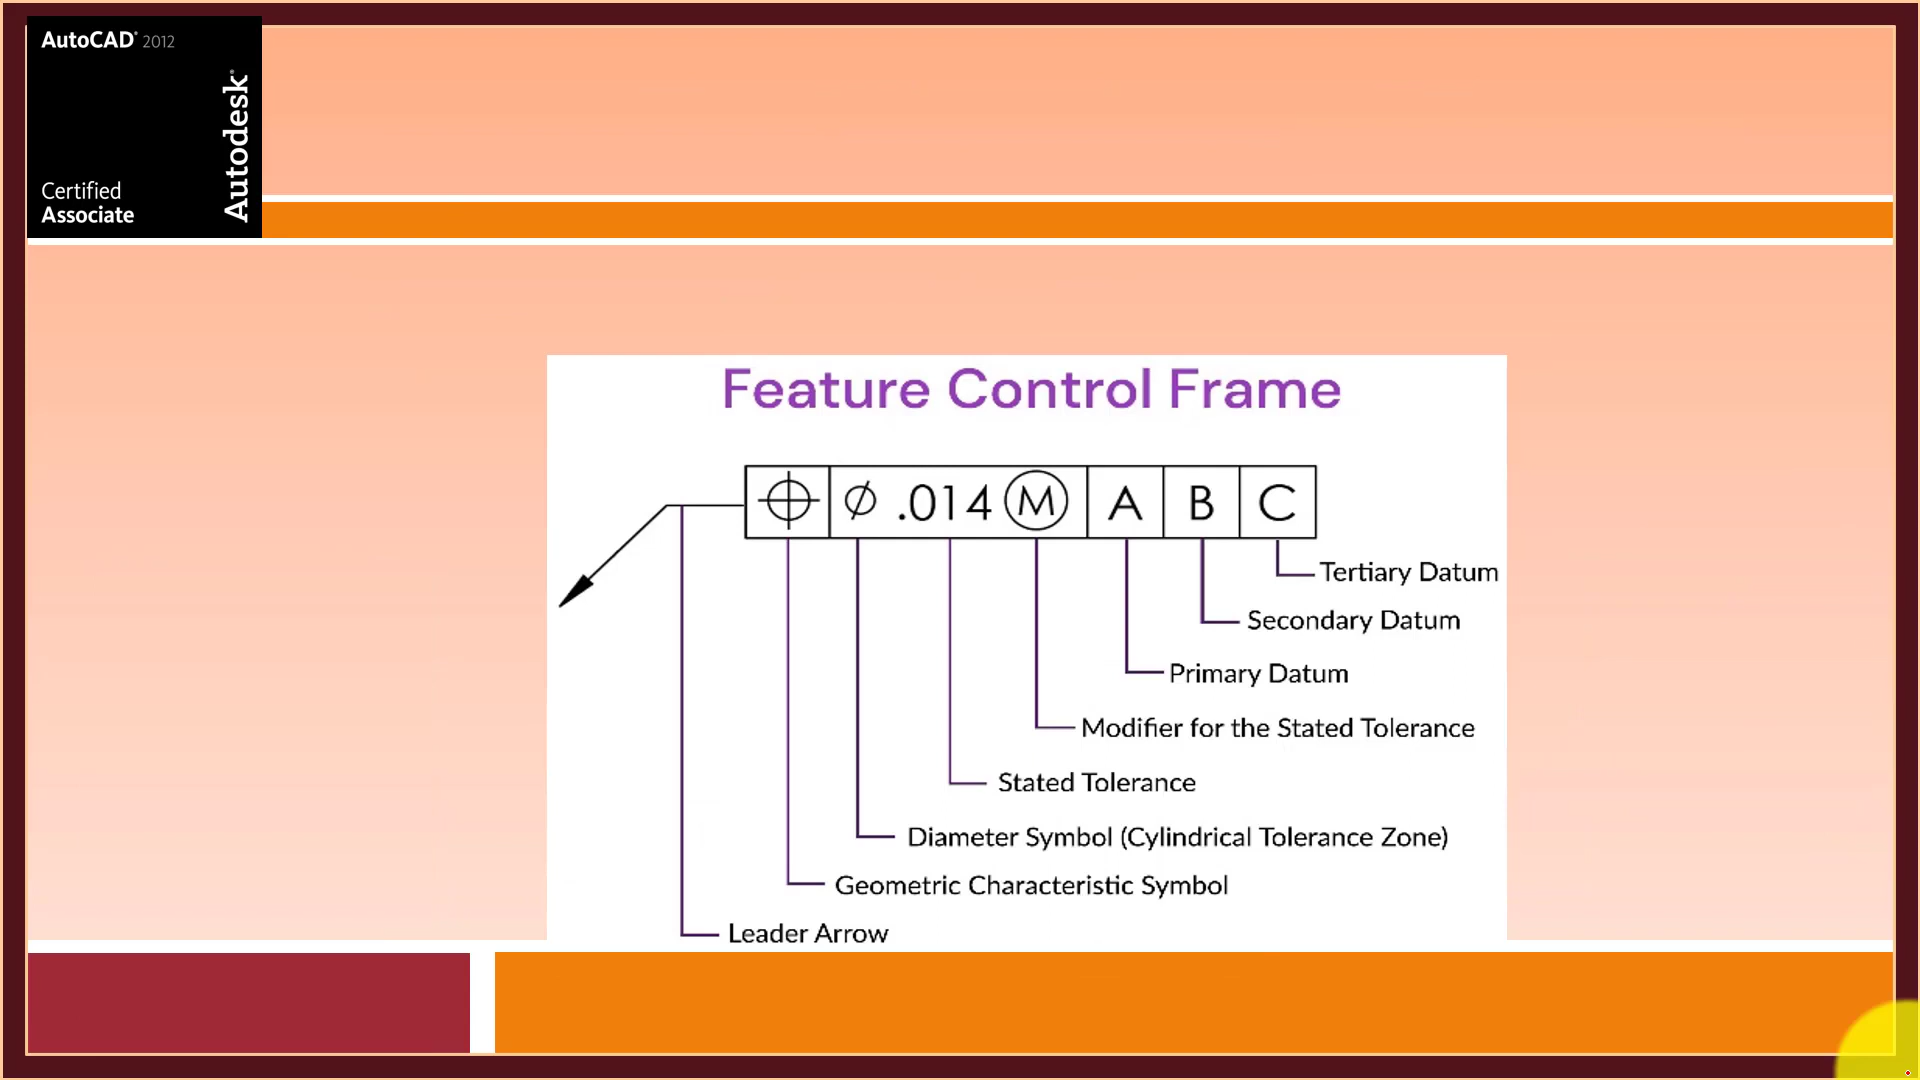 AutoCAD® 2012
Autodesk®
Certified
Associate
Feature Control Frame
⌖ ⌀ .014 Ⓜ A B C
Tertiary Datum
Secondary Datum
Primary Datum
Modifier for the Stated Tolerance
Stated Tolerance
Diameter Symbol (Cylindrical Tolerance Zone)
Geometric Characteristic Symbol
Leader Arrow